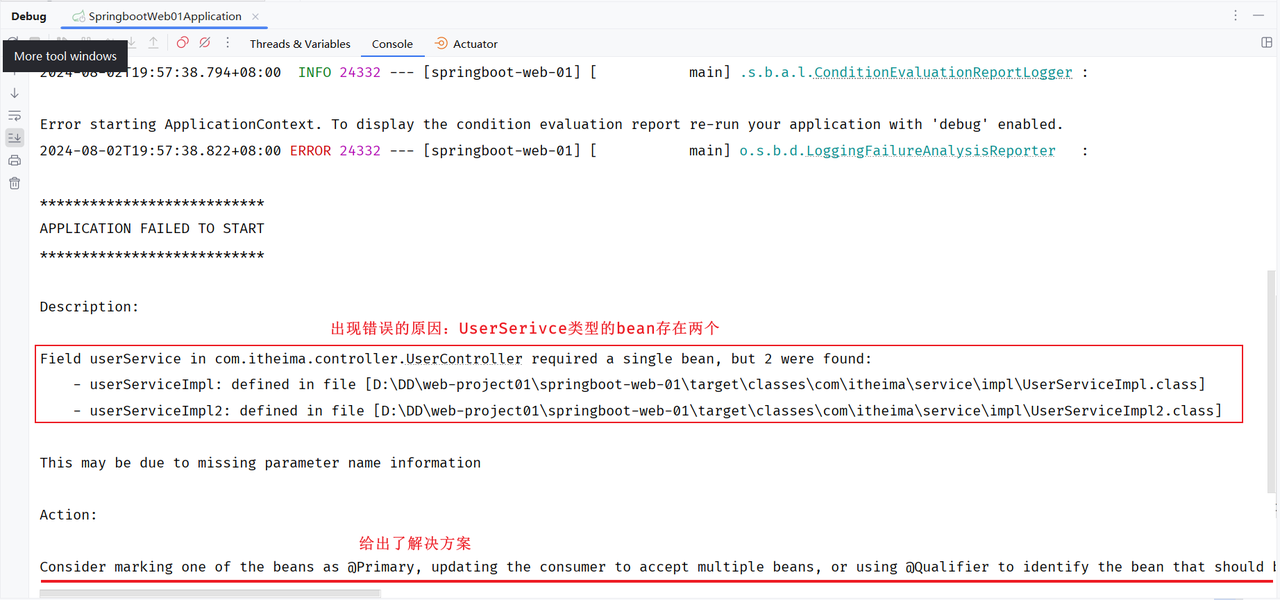 Debug SpringbootWeb01Application
Threads & Variables Console Actuator
More tool windows
2024-08-02T19:57:38.794+08:00 INFO 24332 --- [springboot-web-01] [ main] .s.b.a.l.ConditionEvaluationReportLogger :
Error starting ApplicationContext. To display the condition evaluation report re-run your application with 'debug' enabled.
2024-08-02T19:57:38.822+08:00 ERROR 24332 --- [springboot-web-01] [ main] o.s.b.d.LoggingFailureAnalysisReporter :
***************************
APPLICATION FAILED TO START
***************************
Description:
出现错误的原因：UserSerivce类型的bean存在两个
Field userService in com.itheima.controller.UserController required a single bean, but 2 were found:
- userServiceImpl: defined in file [D:\DD\web-project01\springboot-web-01\target\classes\com\itheima\service\impl\UserServiceImpl.class]
- userServiceImpl2: defined in file [D:\DD\web-project01\springboot-web-01\target\classes\com\itheima\service\impl\UserServiceImpl2.class]
This may be due to missing parameter name information
Action:
给出了解决方案
Consider marking one of the beans as @Primary, updating the consumer to accept multiple beans, or using @Qualifier to identify the bean that should